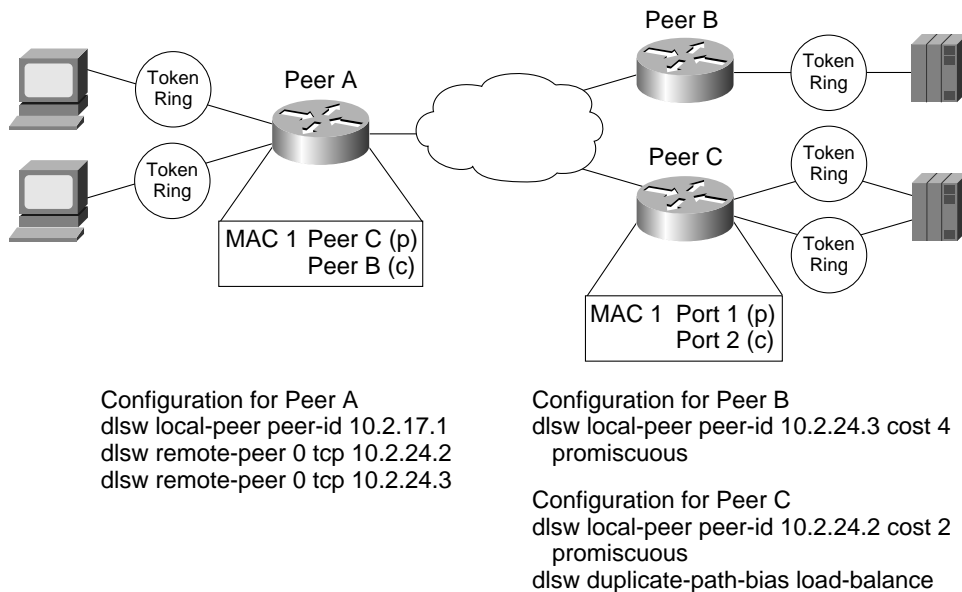 Peer B
Token
Ring
Peer A
Token
Ring
Token
Ring
Peer C
Token
Ring
Token
Ring
MAC 1 Peer C (p)
Peer B (c)
MAC 1 Port 1 (p)
Port 2 (c)
Configuration for Peer A
dlsw local-peer peer-id 10.2.17.1
dlsw remote-peer 0 tcp 10.2.24.2
dlsw remote-peer 0 tcp 10.2.24.3
Configuration for Peer B
dlsw local-peer peer-id 10.2.24.3 cost 4
promiscuous
Configuration for Peer C
dlsw local-peer peer-id 10.2.24.2 cost 2
promiscuous
dlsw duplicate-path-bias load-balance